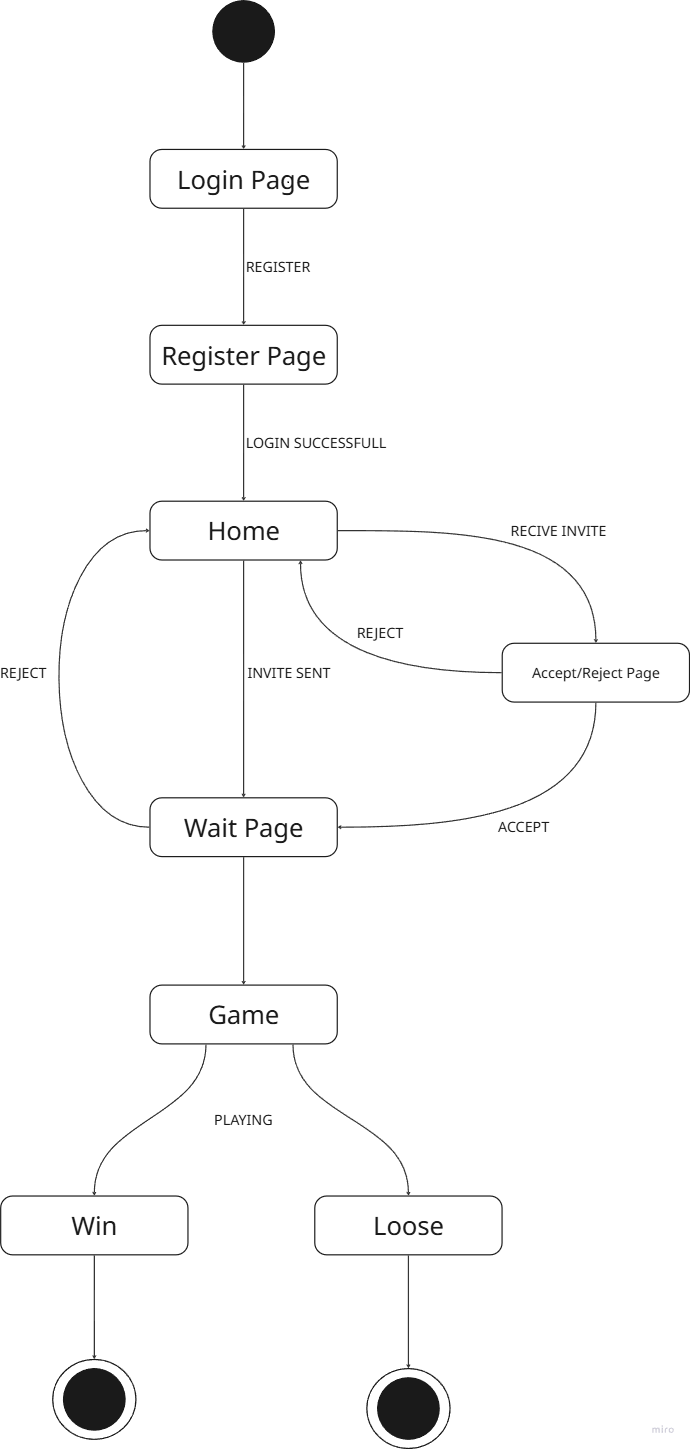 Login Page
REGISTER
Register Page
LOGIN SUCCESSFULL
Home
RECIVE INVITE
REJECT
REJECT
INVITE SENT
Accept/Reject Page
Wait Page
ACCEPT
Game
PLAYING
Win
Loose
miro